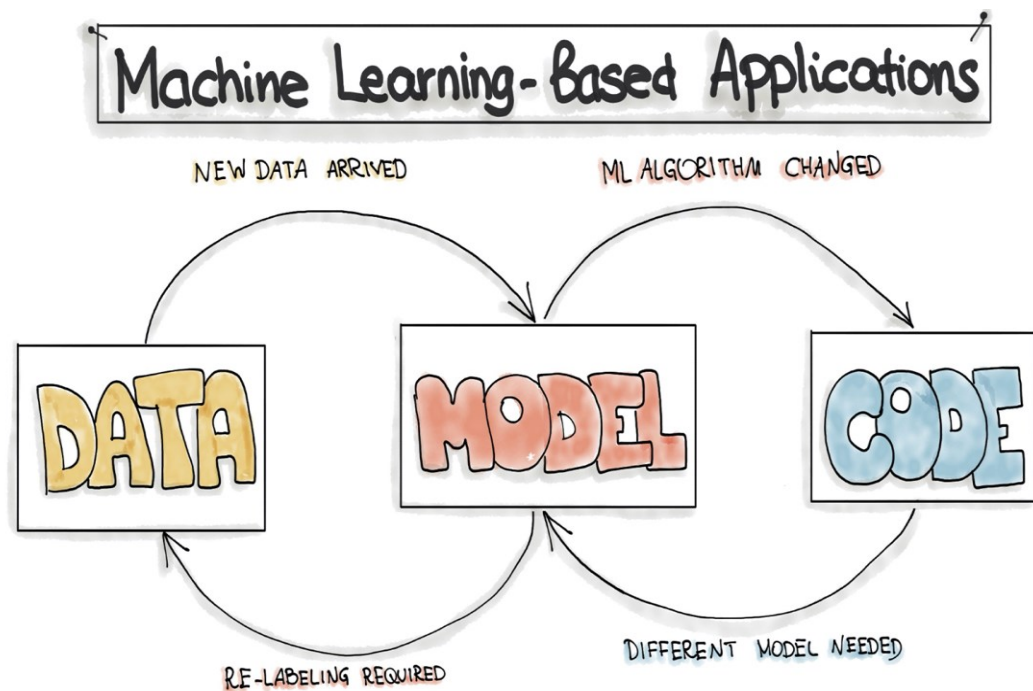 Machine Learning-Based Applications
NEW DATA ARRIVED
ML ALGORITHM CHANGED
DATA
MODEL
CODE
RE-LABELING REQUIRED
DIFFERENT MODEL NEEDED